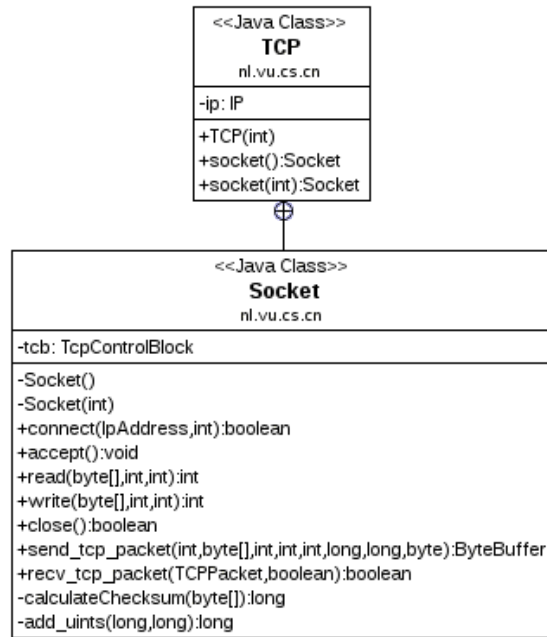 <<Java Class>>
TCP
nl.vu.cs.cn
-ip: IP
+TCP(int)
+socket():Socket
+socket(int):Socket
<<Java Class>>
Socket
nl.vu.cs.cn
-tcb: TcpControlBlock
-Socket()
-Socket(int)
+connect(IpAddress,int):boolean
+accept():void
+read(byte[],int,int):int
+write(byte[],int,int):int
+close():boolean
+send_tcp_packet(int,byte[],int,int,int,long,long,byte):ByteBuffer
+recv_tcp_packet(TCPPacket,boolean):boolean
-calculateChecksum(byte[]):long
-add_uints(long,long):long